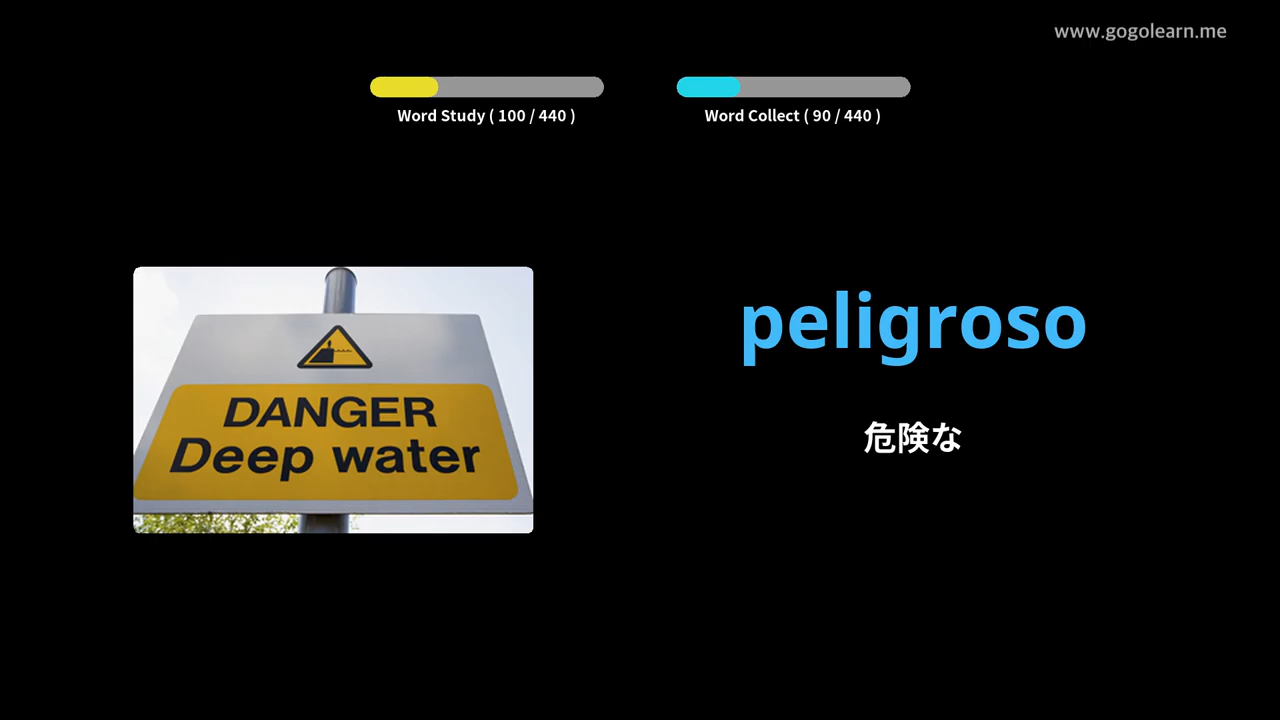 www.gogolearn.me
Word Study ( 100 / 440 )
Word Collect ( 90 / 440 )
DANGER
Deep water
peligroso
危険な